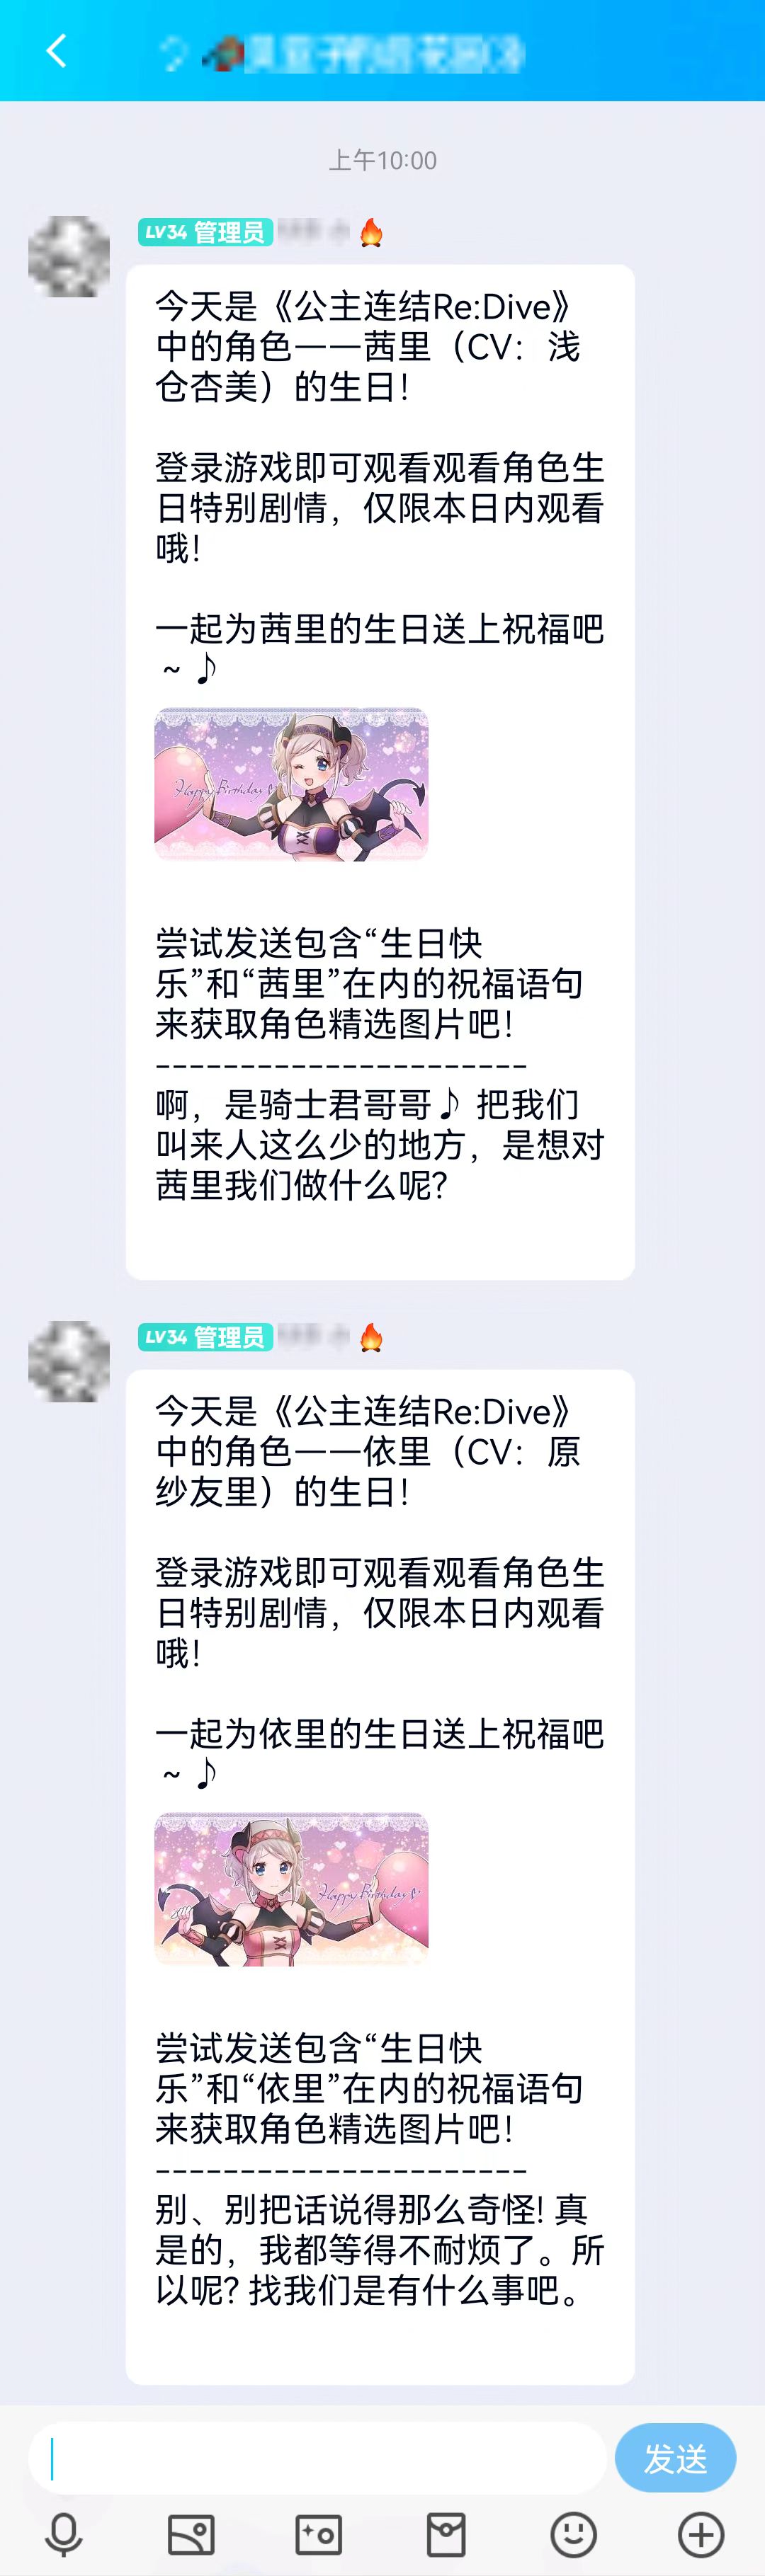 上午10:00
LV34 管理员
今天是《公主连结Re:Dive》
中的角色——茜里（CV：浅
仓杏美）的生日！
登录游戏即可观看观看角色生
日特别剧情，仅限本日内观看
哦！
一起为茜里的生日送上祝福吧
~ ♪
Happy Birthday
尝试发送包含“生日快
乐”和“茜里”在内的祝福语句
来获取角色精选图片吧！
----------------------
啊，是骑士君哥哥♪ 把我们
叫来人这么少的地方，是想对
茜里我们做什么呢?
LV34 管理员
今天是《公主连结Re:Dive》
中的角色——依里（CV：原
纱友里）的生日！
登录游戏即可观看观看角色生
日特别剧情，仅限本日内观看
哦！
一起为依里的生日送上祝福吧
~ ♪
Happy Birthday
尝试发送包含“生日快
乐”和“依里”在内的祝福语句
来获取角色精选图片吧！
----------------------
别、别把话说得那么奇怪! 真
是的，我都等得不耐烦了。所
以呢? 找我们是有什么事吧。
发送